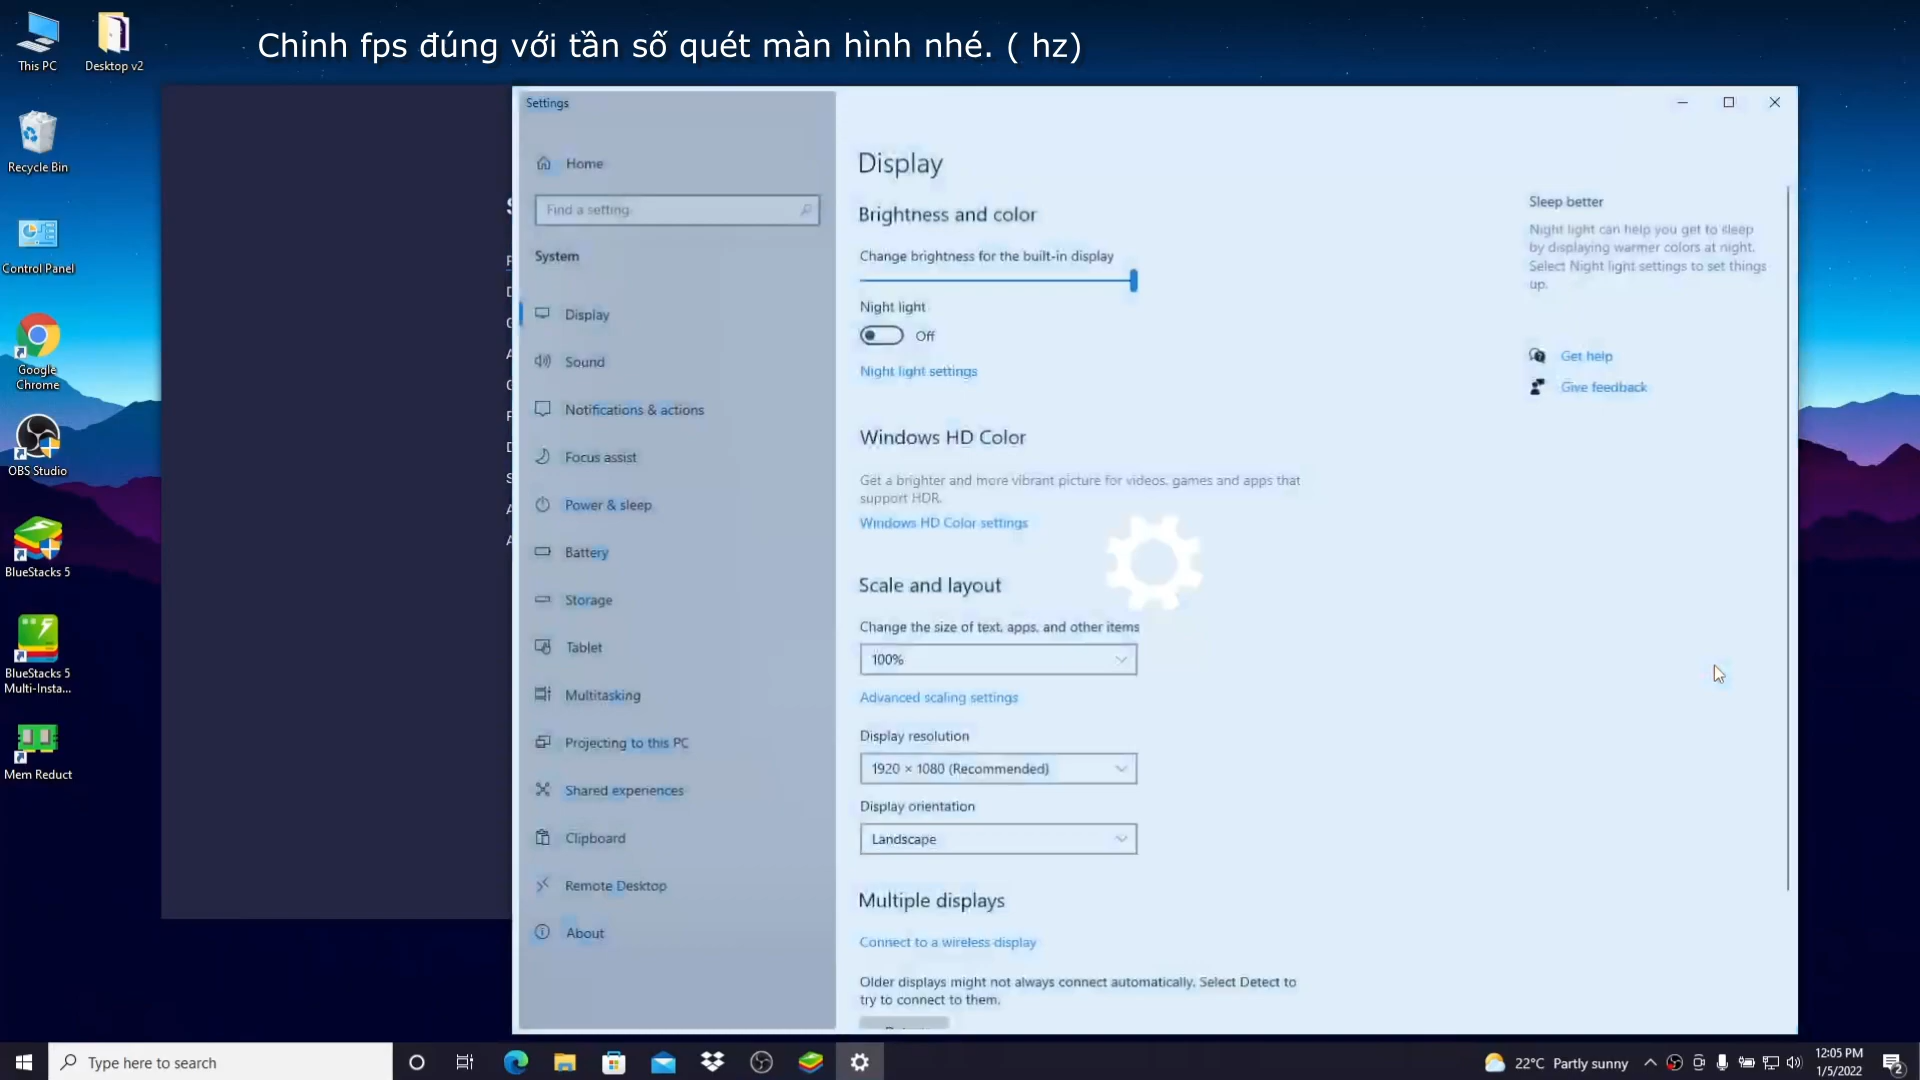 Chỉnh fps đúng với tần số quét màn hình nhé. ( hz)
This PC
Desktop v2
Recycle Bin
Control Panel
Google
Chrome
OBS Studio
BlueStacks 5
BlueStacks 5
Multi-Insta...
Mem Reduct
Settings
Home
Find a setting
System
Display
Sound
Notifications & actions
Focus assist
Power & sleep
Battery
Storage
Tablet
Multitasking
Projecting to this PC
Shared experiences
Clipboard
Remote Desktop
About
Display
Brightness and color
Change brightness for the built-in display
Night light
Off
Night light settings
Windows HD Color
Get a brighter and more vibrant picture for videos, games and apps that
support HDR.
Windows HD Color settings
Scale and layout
Change the size of text, apps, and other items
100%
Advanced scaling settings
Display resolution
1920 × 1080 (Recommended)
Display orientation
Landscape
Multiple displays
Connect to a wireless display
Older displays might not always connect automatically. Select Detect to
try to connect to them.
Sleep better
Night light can help you get to sleep
by displaying warmer colors at night.
Select Night light settings to set things
up.
Get help
Give feedback
Type here to search
22°C Partly sunny
12:05 PM
1/5/2022
2